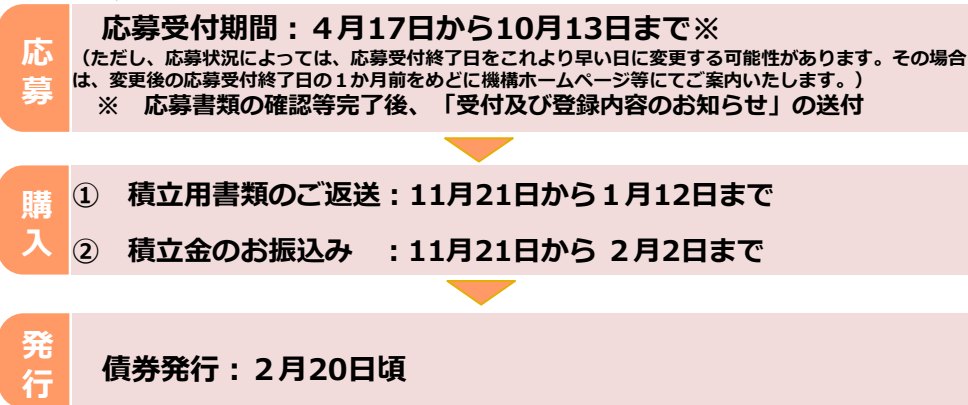 応募
応募受付期間：４月17日から10月13日まで※
（ただし、応募状況によっては、応募受付終了日をこれより早い日に変更する可能性があります。その場合
は、変更後の応募受付終了日の１か月前をめどに機構ホームページ等にてご案内いたします。）
※　応募書類の確認等完了後、「受付及び登録内容のお知らせ」の送付
購入
①　積立用書類のご返送：11月21日から１月12日まで
②　積立金のお振込み　：11月21日から ２月2日まで
発行
債券発行：２月20日頃